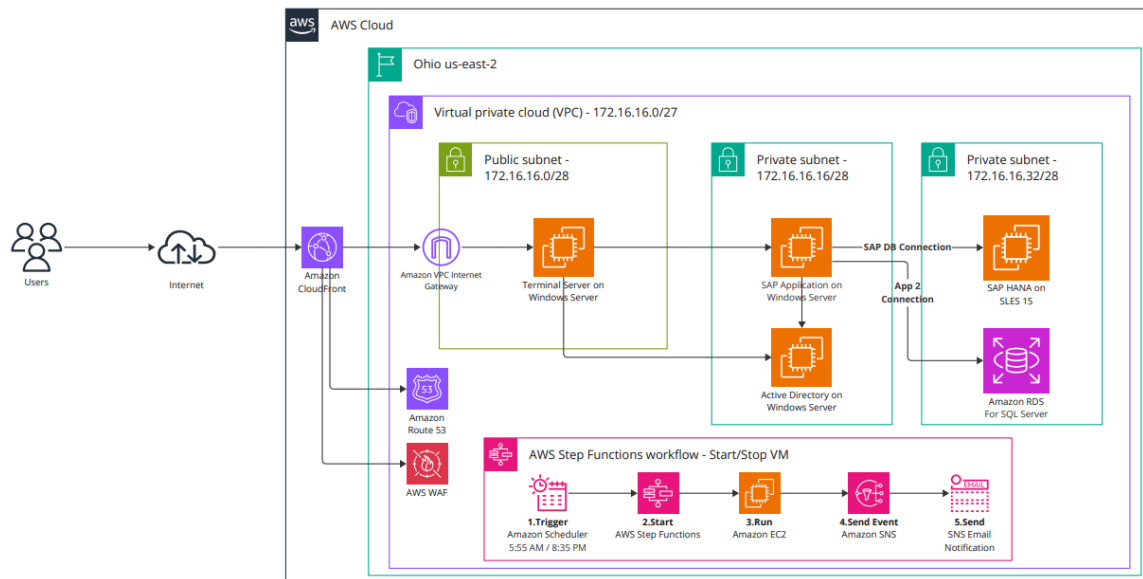 aws
AWS Cloud
Ohio us-east-2
Virtual private cloud (VPC) - 172.16.16.0/27
Public subnet -
172.16.16.0/28
Private subnet -
172.16.16.16/28
Private subnet -
172.16.16.32/28
Users
Internet
Amazon
CloudFront
Amazon VPC Internet
Gateway
Terminal Server on
Windows Server
SAP Application on
Windows Server
SAP DB Connection
App 2
Connection
SAP HANA on
SLES 15
Active Directory on
Windows Server
Amazon RDS
For SQL Server
53
Amazon
Route 53
AWS WAF
AWS Step Functions workflow - Start/Stop VM
1.Trigger
Amazon Scheduler
5:55 AM / 8:35 PM
2.Start
AWS Step Functions
3.Run
Amazon EC2
4.Send Event
Amazon SNS
EMAIL
5.Send
SNS Email
Notification